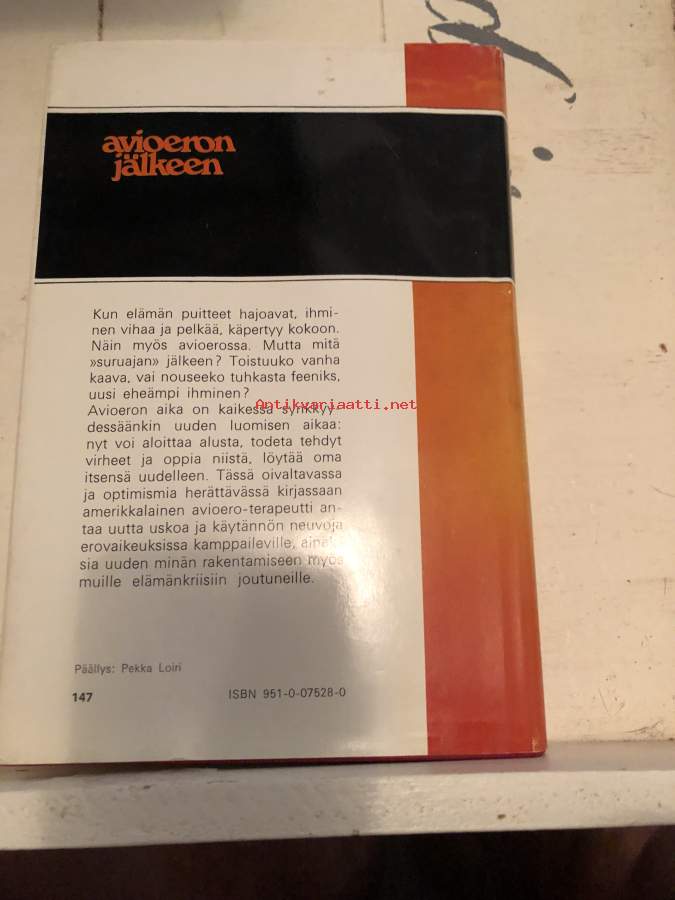 avioeron
jälkeen
Kun elämän puitteet hajoavat, ihmi-
nen vihaa ja pelkää, käpertyy kokoon.
Näin myös avioerossa. Mutta mitä
»suruajan» jälkeen? Toistuuko vanha
kaava, vai nouseeko tuhkasta feeniks,
uusi eheämpi ihminen?
Antikvariaatti.net
Avioeron aika on kaikessa synkkyy-
dessäänkin uuden luomisen aikaa:
nyt voi aloittaa alusta, todeta tehdyt
virheet ja oppia niistä, löytää oma
itsensä uudelleen. Tässä oivaltavassa
ja optimismia herättävässä kirjassaan
amerikkalainen avioero-terapeutti an-
taa uutta uskoa ja käytännön neuvoja
erovaikeuksissa kamppaileville, ainek-
sia uuden minän rakentamiseen myös
muille elämänkriisiin joutuneille.
Päällys: Pekka Loiri
147 ISBN 951-0-07528-0